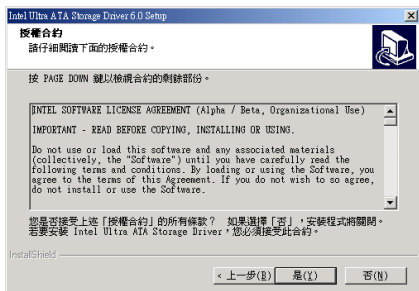 Intel Ultra ATA Storage Driver 6.0 Setup
授權合約
請仔細閱讀下面的授權合約。
按 PAGE DOWN 鍵以檢視合約的剩餘部份。
INTEL SOFTWARE LICENSE AGREEMENT (Alpha / Beta, Organizational Use)
IMPORTANT - READ BEFORE COPYING, INSTALLING OR USING.
Do not use or load this software and any associated materials
(collectively, the "Software") until you have carefully read the
following terms and conditions. By loading or using the Software, you
agree to the terms of this Agreement. If you do not wish to so agree,
do not install or use the Software.
您是否接受上述「授權合約」的所有條款? 如果選擇「否」,安裝程式將關閉。
若要安裝 Intel Ultra ATA Storage Driver,您必須接受此合約。
InstallShield
< 上一步(B) 是(Y) 否(N)